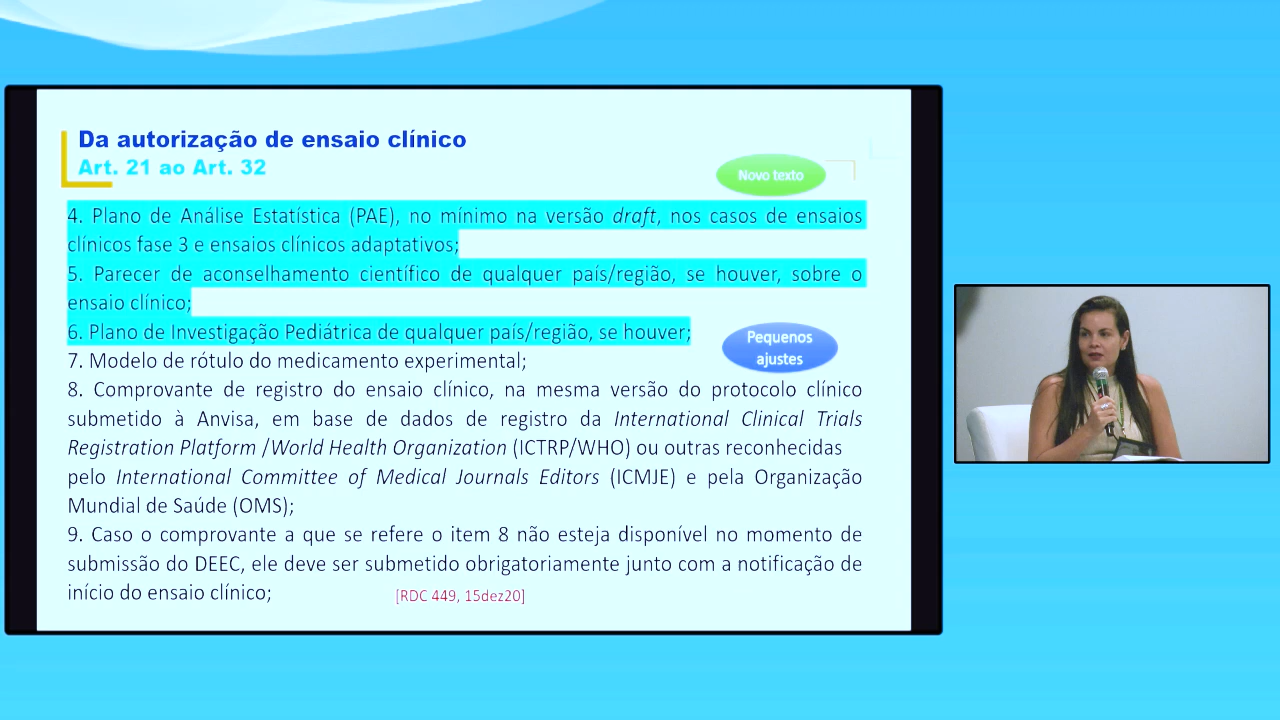 Da autorização de ensaio clínico
Art. 21 ao Art. 32
Novo texto
4. Plano de Análise Estatística (PAE), no mínimo na versão draft, nos casos de ensaios
clínicos fase 3 e ensaios clínicos adaptativos;
5. Parecer de aconselhamento científico de qualquer país/região, se houver, sobre o
ensaio clínico;
6. Plano de Investigação Pediátrica de qualquer país/região, se houver;
Pequenos
ajustes
7. Modelo de rótulo do medicamento experimental;
8. Comprovante de registro do ensaio clínico, na mesma versão do protocolo clínico
submetido à Anvisa, em base de dados de registro da International Clinical Trials
Registration Platform /World Health Organization (ICTRP/WHO) ou outras reconhecidas
pelo International Committee of Medical Journals Editors (ICMJE) e pela Organização
Mundial de Saúde (OMS);
9. Caso o comprovante a que se refere o item 8 não esteja disponível no momento de
submissão do DEEC, ele deve ser submetido obrigatoriamente junto com a notificação de
início do ensaio clínico;
[RDC 449, 15dez20]